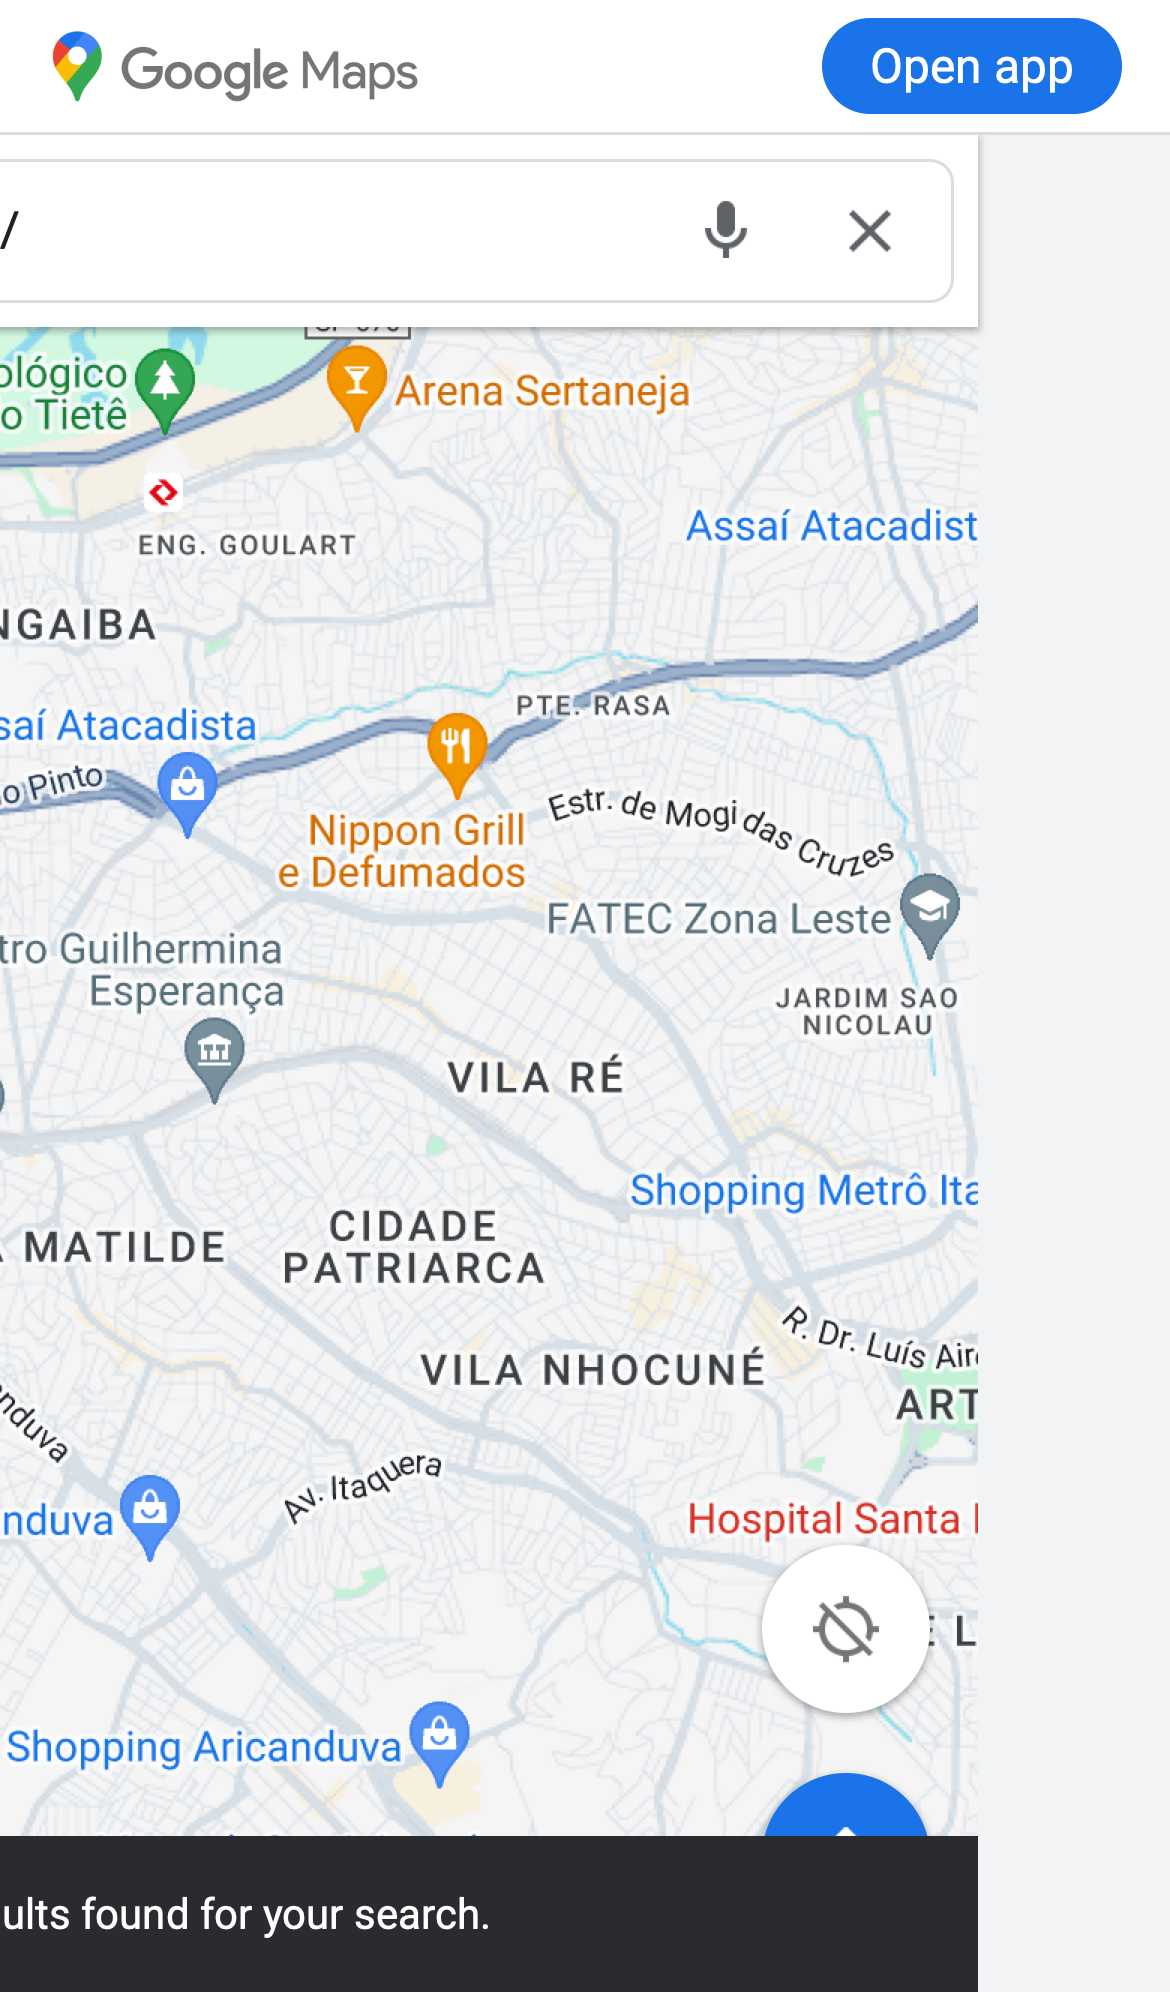 Google Maps
Open app
/
ológico
o Tietê
Arena Sertaneja
ENG. GOULART
Assaí Atacadist
NGAIBA
PTE. RASA
saí Atacadista
o Pinto
Nippon Grill
e Defumados
Estr. de Mogi das Cruzes
FATEC Zona Leste
tro Guilhermina
Esperança
JARDIM SAO
NICOLAU
VILA RÉ
Shopping Metrô Ita
MATILDE
CIDADE
PATRIARCA
R. Dr. Luís Air
VILA NHOCUNÉ
ART
nduva
Av. Itaquera
nduva
Hospital Santa
E L
Shopping Aricanduva
ults found for your search.